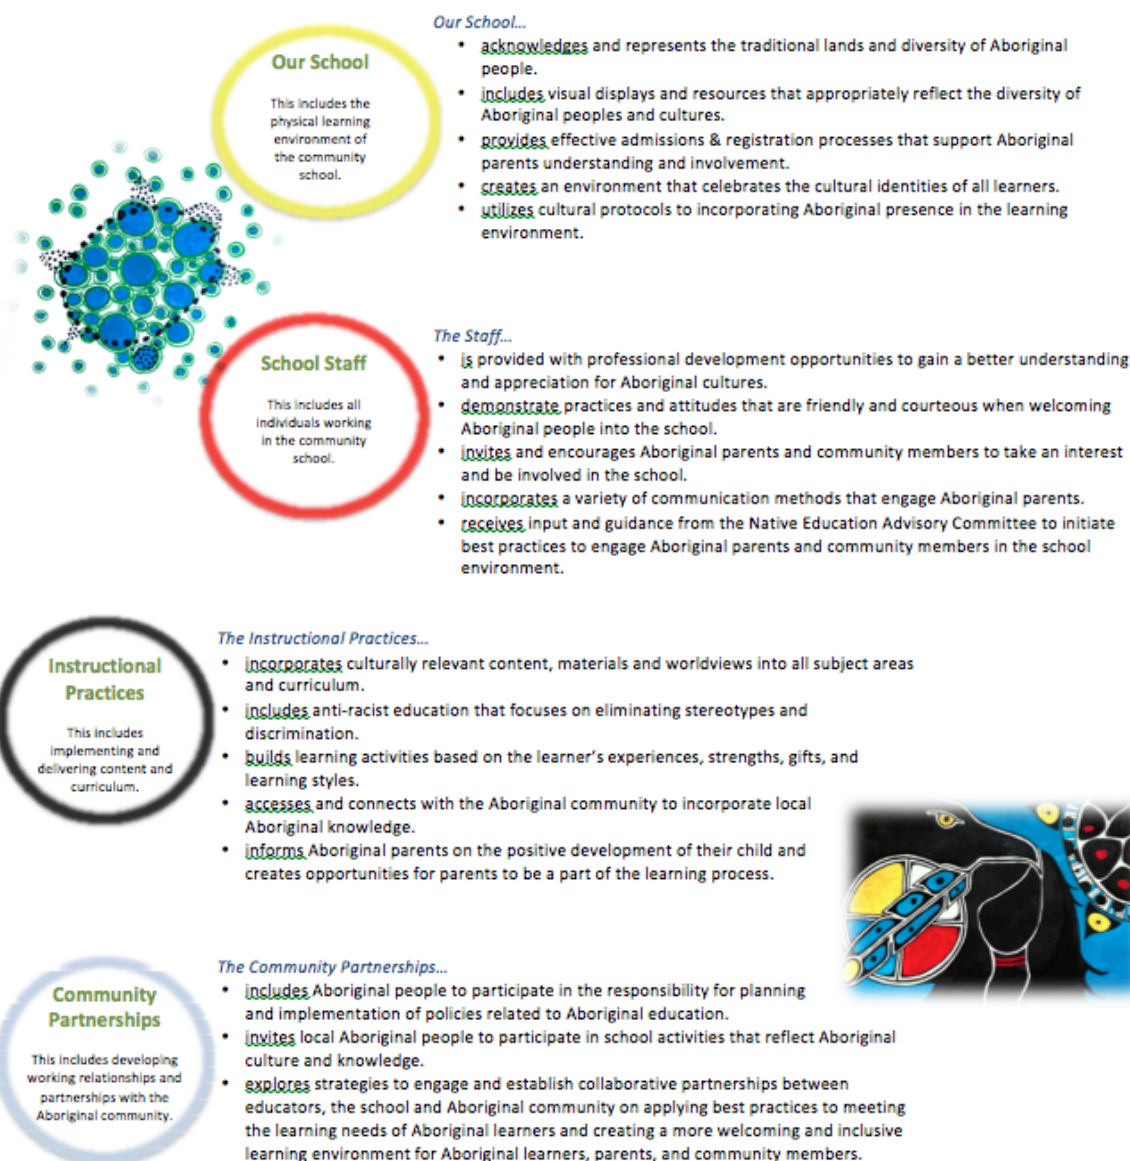 Our School
This includes the
physical learning
environment of
the community
school.
Our School...
• acknowledges and represents the traditional lands and diversity of Aboriginal
people.
• includes visual displays and resources that appropriately reflect the diversity of
Aboriginal peoples and cultures.
• provides effective admissions & registration processes that support Aboriginal
parents understanding and involvement.
• creates an environment that celebrates the cultural identities of all learners.
• utilizes cultural protocols to incorporating Aboriginal presence in the learning
environment.
School Staff
This includes all
individuals working
in the community
school.
The Staff...
• is provided with professional development opportunities to gain a better understanding
and appreciation for Aboriginal cultures.
• demonstrate practices and attitudes that are friendly and courteous when welcoming
Aboriginal people into the school.
• invites and encourages Aboriginal parents and community members to take an interest
and be involved in the school.
• incorporates a variety of communication methods that engage Aboriginal parents.
• receives input and guidance from the Native Education Advisory Committee to initiate
best practices to engage Aboriginal parents and community members in the school
environment.
Instructional
Practices
This includes
implementing and
delivering content and
curriculum.
The Instructional Practices...
• incorporates culturally relevant content, materials and worldviews into all subject areas
and curriculum.
• includes anti-racist education that focuses on eliminating stereotypes and
discrimination.
• builds learning activities based on the learner's experiences, strengths, gifts, and
learning styles.
• accesses and connects with the Aboriginal community to incorporate local
Aboriginal knowledge.
• informs Aboriginal parents on the positive development of their child and
creates opportunities for parents to be a part of the learning process.
Community
Partnerships
This includes developing
working relationships and
partnerships with the
Aboriginal community.
The Community Partnerships...
• includes Aboriginal people to participate in the responsibility for planning
and implementation of policies related to Aboriginal education.
• invites local Aboriginal people to participate in school activities that reflect Aboriginal
culture and knowledge.
• explores strategies to engage and establish collaborative partnerships between
educators, the school and Aboriginal community on applying best practices to meeting
the learning needs of Aboriginal learners and creating a more welcoming and inclusive
learning environment for Aboriginal learners, parents, and community members.